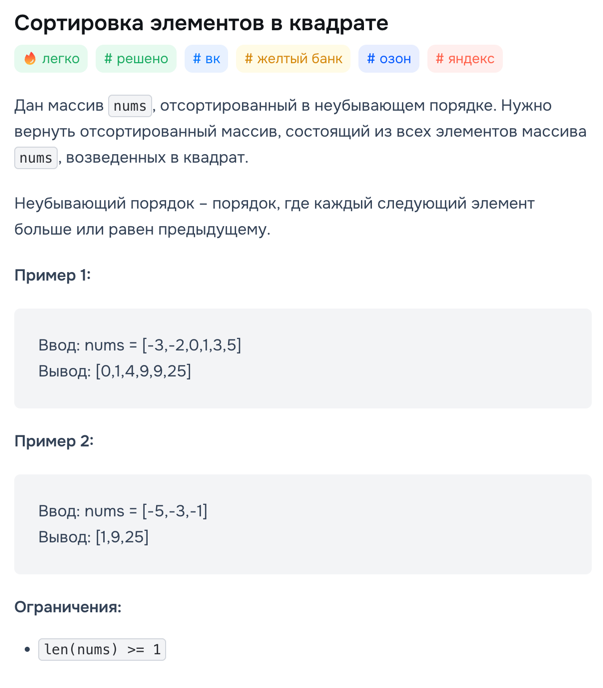 Сортировка элементов в квадрате
🔥 легко # решено # вк # желтый банк # озон # яндекс
Дан массив nums, отсортированный в неубывающем порядке. Нужно
вернуть отсортированный массив, состоящий из всех элементов массива
nums, возведенных в квадрат.
Неубывающий порядок – порядок, где каждый следующий элемент
больше или равен предыдущему.
Пример 1:
Ввод: nums = [-3,-2,0,1,3,5]
Вывод: [0,1,4,9,9,25]
Пример 2:
Ввод: nums = [-5,-3,-1]
Вывод: [1,9,25]
Ограничения:
• len(nums) >= 1